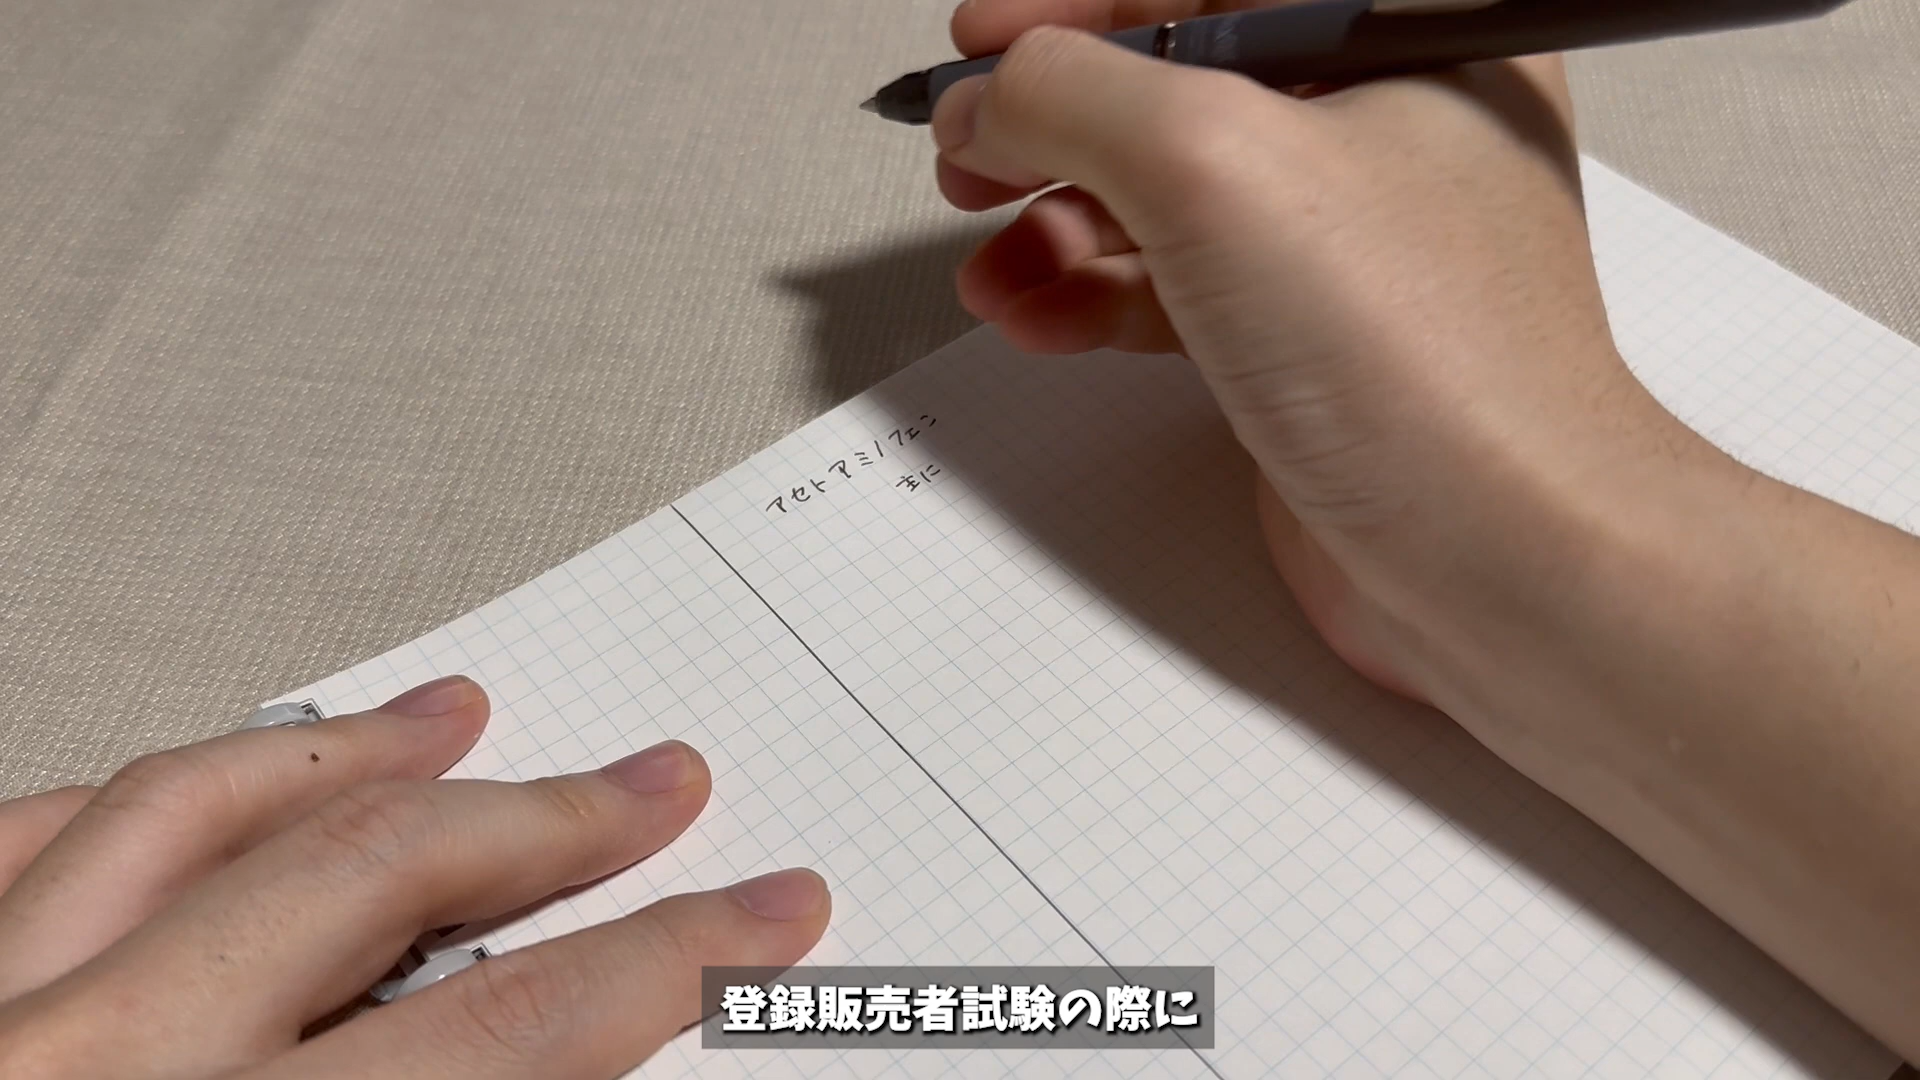 アセトアミノフェン
主に
登録販売者試験の際に